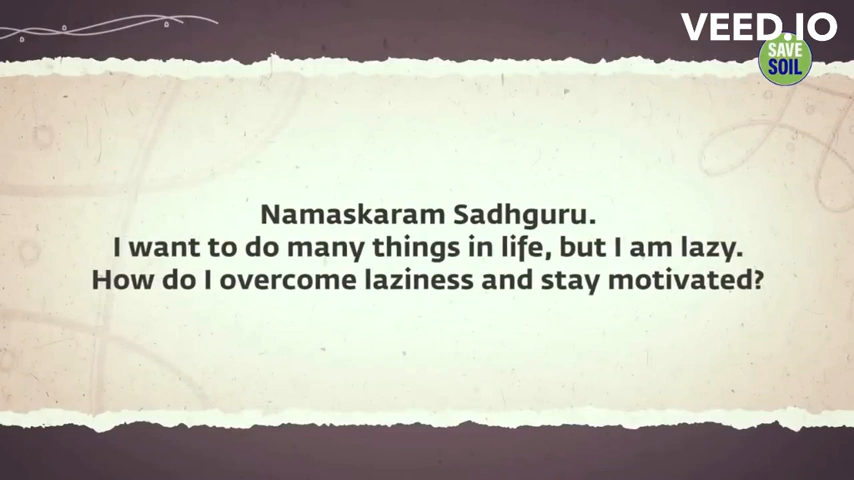 VEED.IO
SAVE
SOIL
Namaskaram Sadhguru.
I want to do many things in life, but I am lazy.
How do I overcome laziness and stay motivated?